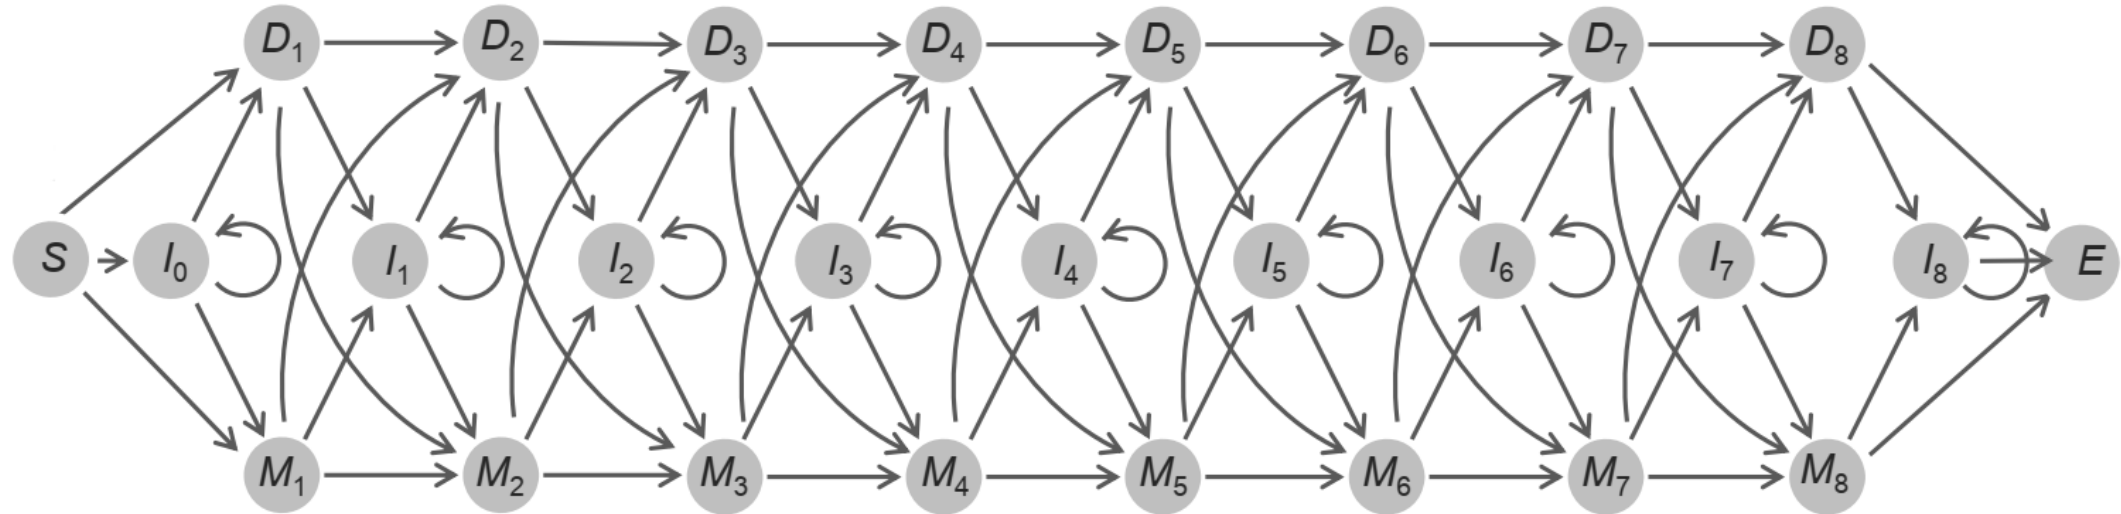 D1 D2 D3 D4 D5 D6 D7 D8
S I0 I1 I2 I3 I4 I5 I6 I7 I8 E
M1 M2 M3 M4 M5 M6 M7 M8